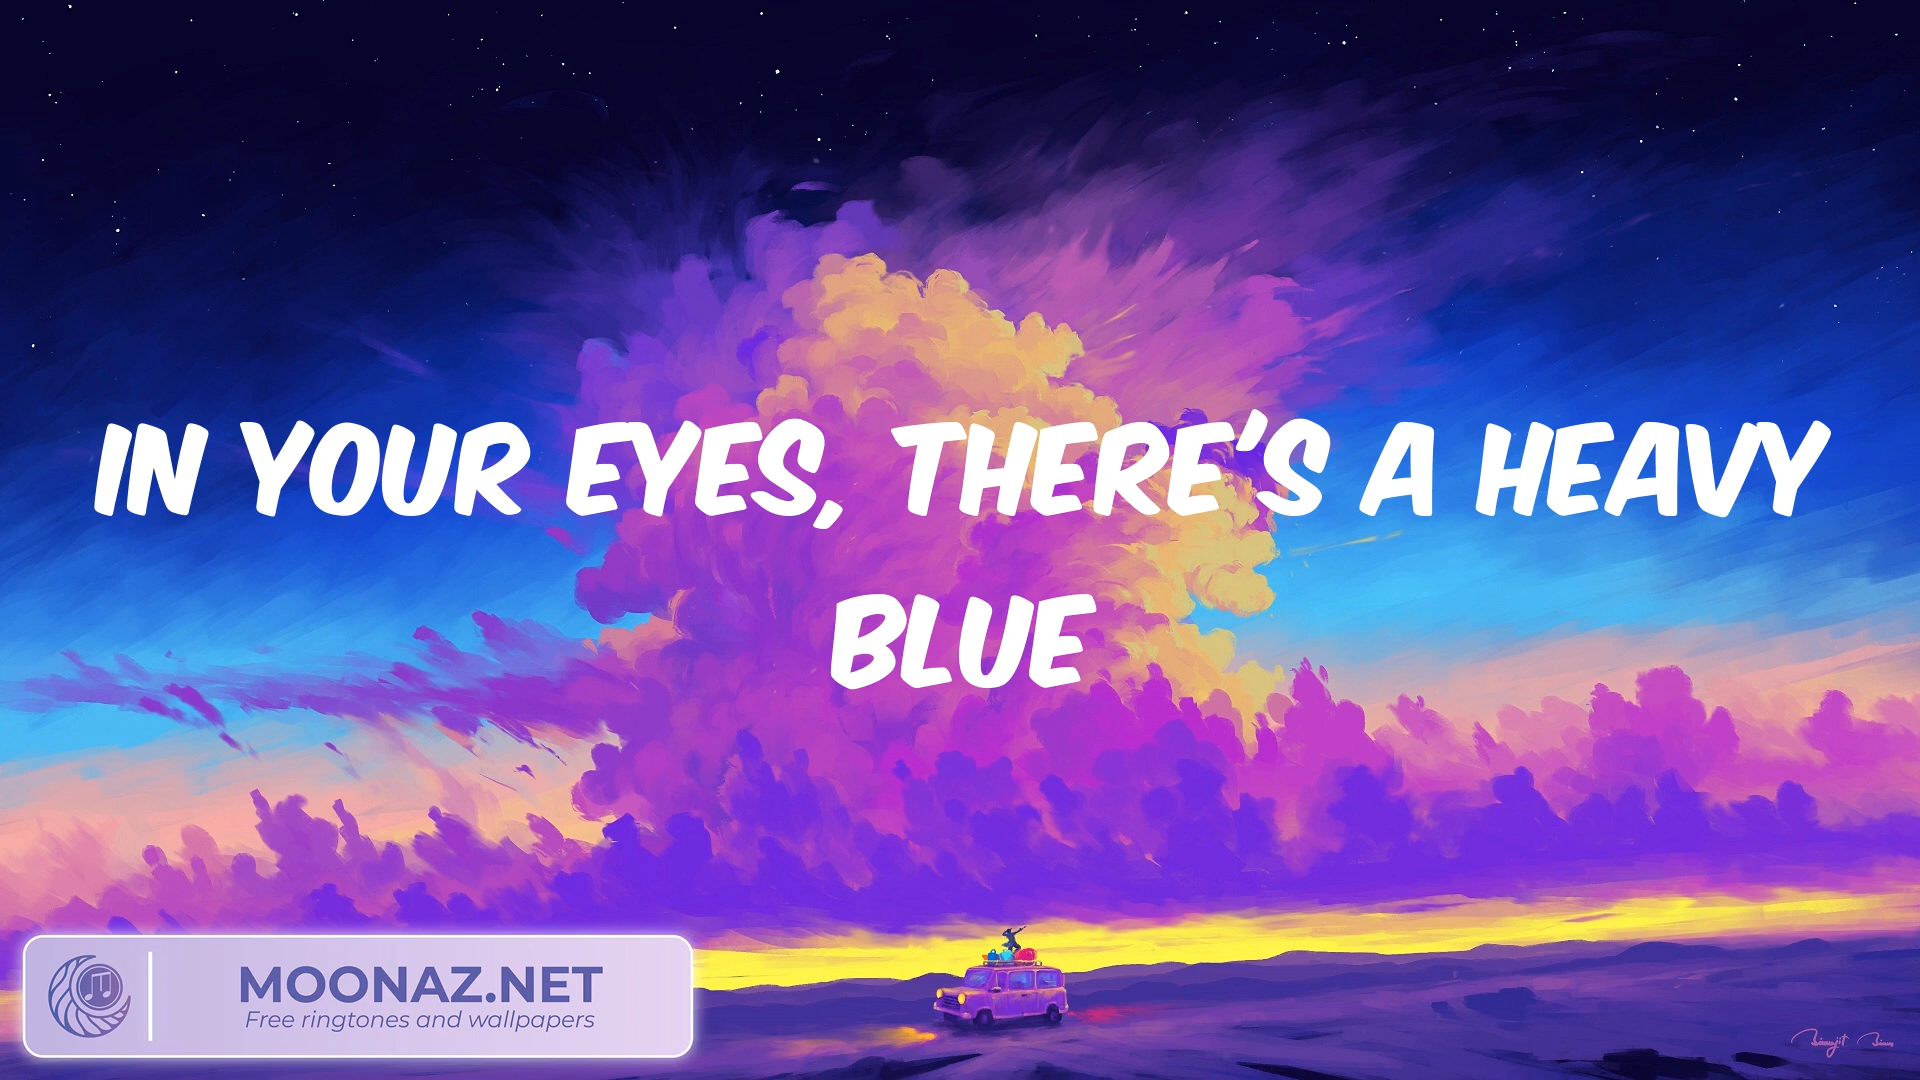 IN YOUR EYES, THERE'S A HEAVY
BLUE
MOONAZ.NET
Free ringtones and wallpapers